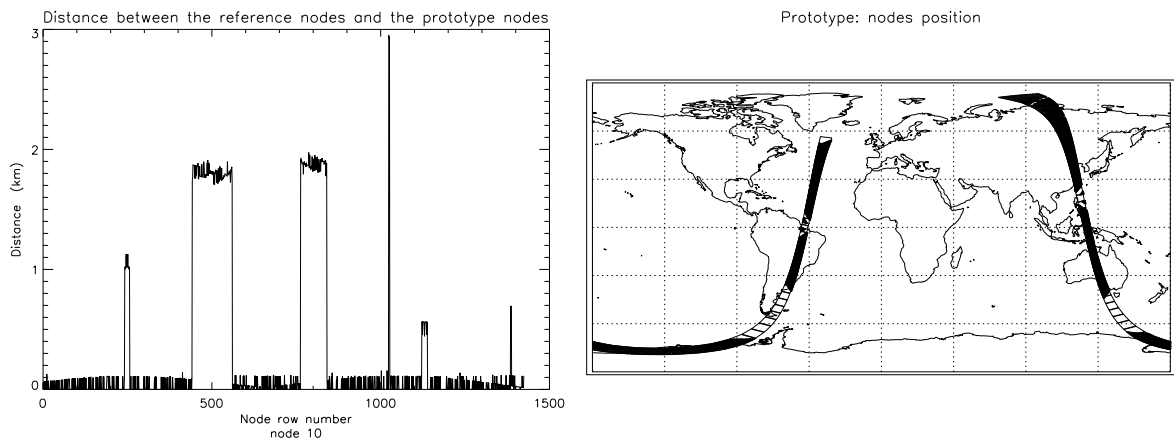 Distance between the reference nodes and the prototype nodes
Prototype: nodes position
3
2
1
0
Distance (km)
0 500 1000 1500
Node row number
node 10